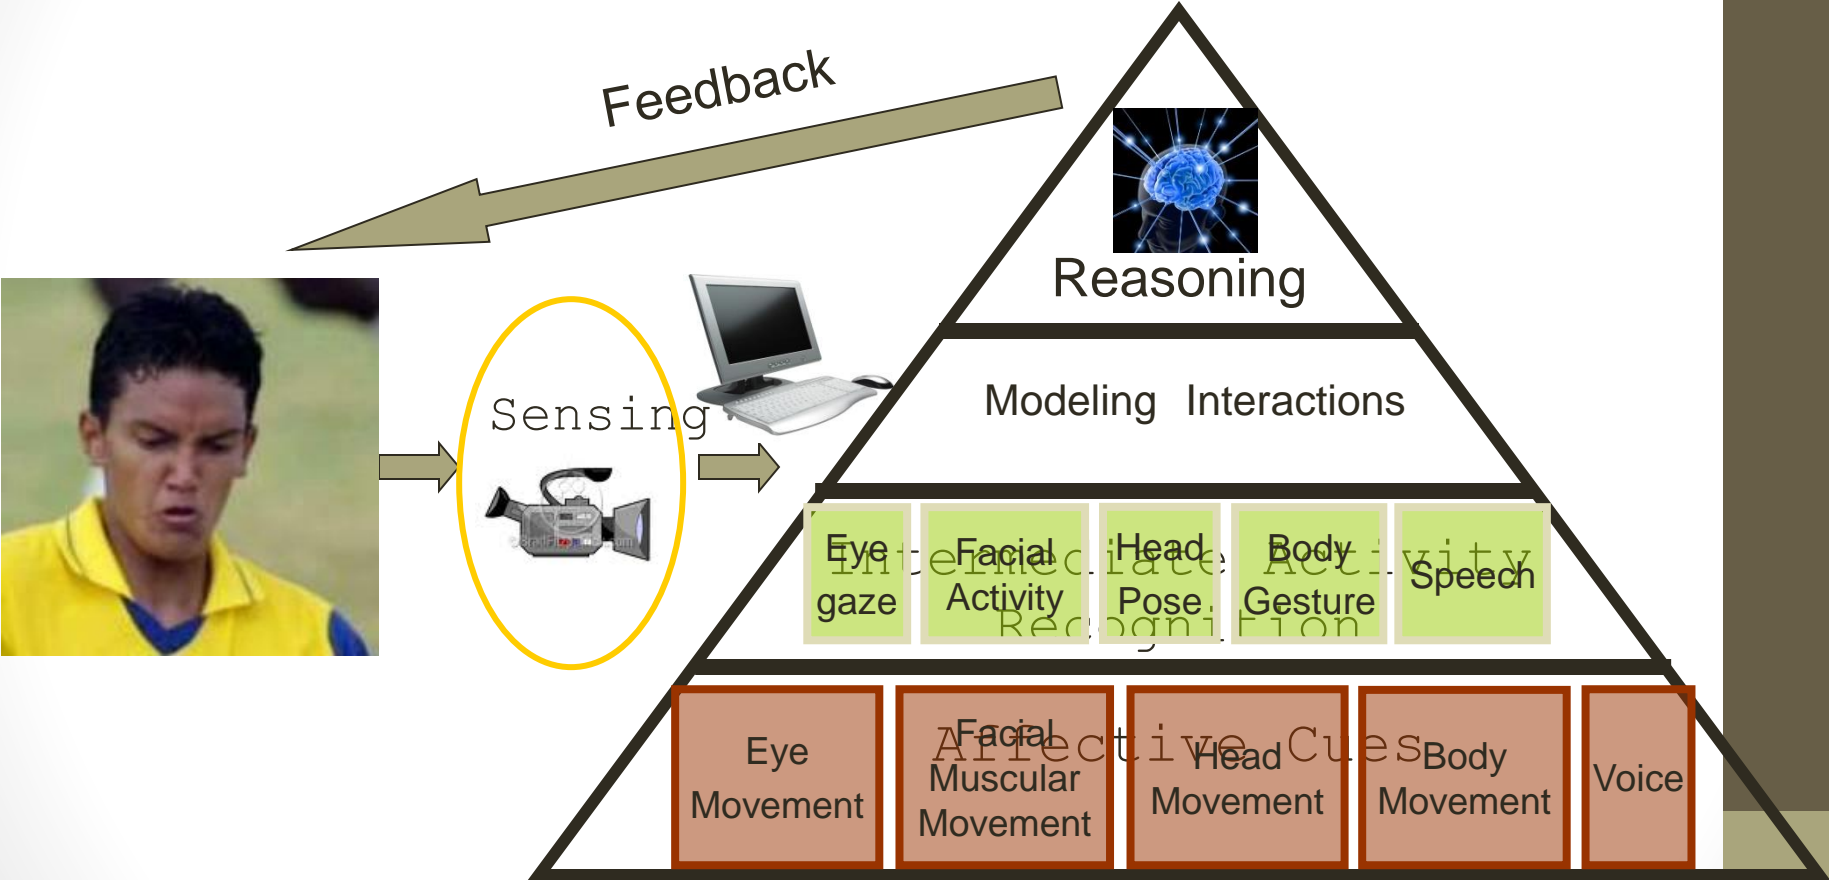 Feedback
Reasoning
Sensing
Modeling Interactions
Intermediate Activity
Recognition
Eye
gaze
Facial
Activity
Head
Pose
Body
Gesture
Speech
Affective Cues
Eye
Movement
Facial
Muscular
Movement
Head
Movement
Body
Movement
Voice